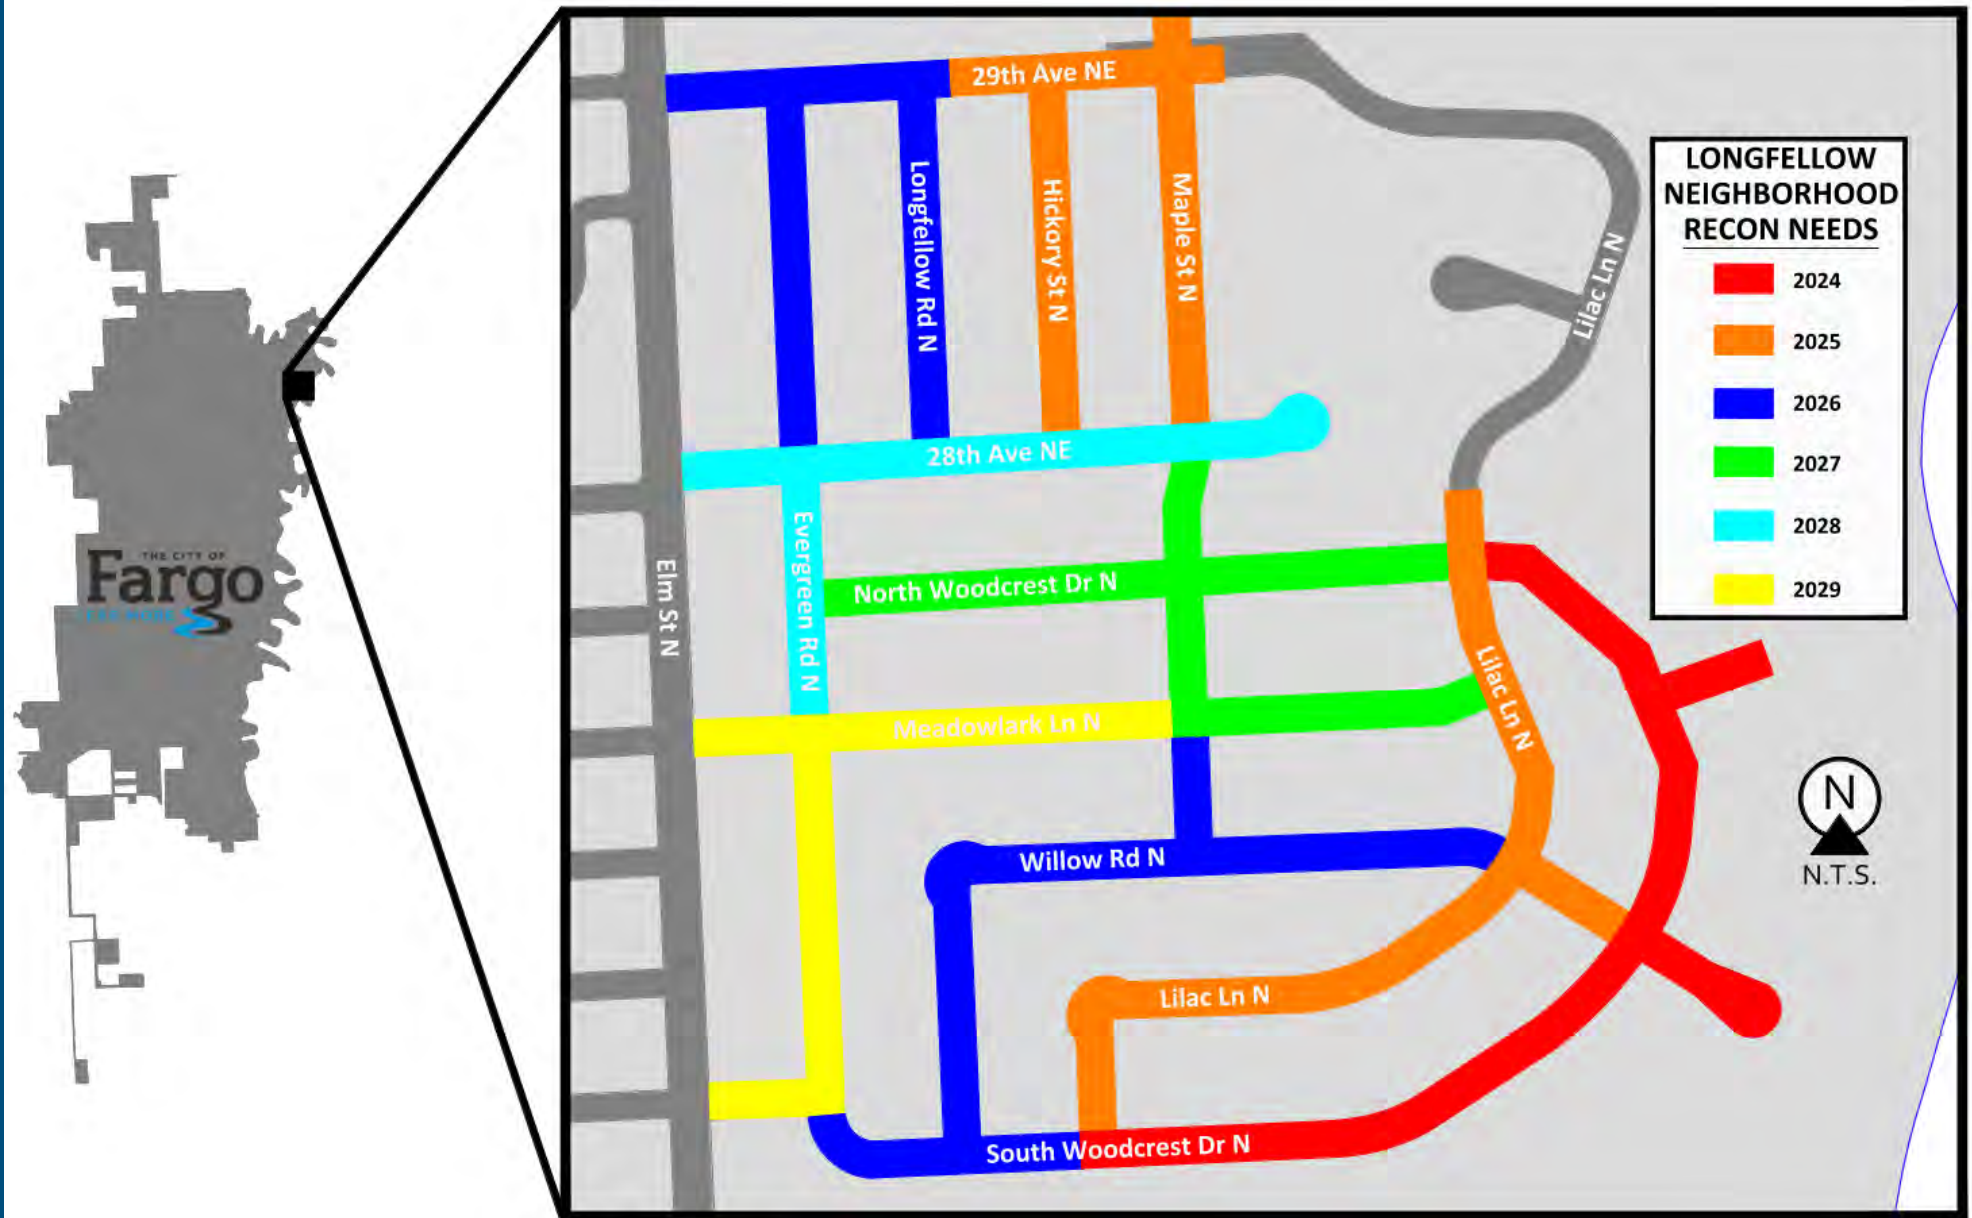 29th Ave NE
Longfellow Rd N
Hickory St N
Maple St N
Lilac Ln N
LONGFELLOW
NEIGHBORHOOD
RECON NEEDS
2024
2025
2026
2027
2028
2029
28th Ave NE
Evergreen Rd N
Elm St N
North Woodcrest Dr N
Lilac Ln N
Meadowlark Ln N
Willow Rd N
Lilac Ln N
South Woodcrest Dr N
N
N.T.S.
THE CITY OF
Fargo